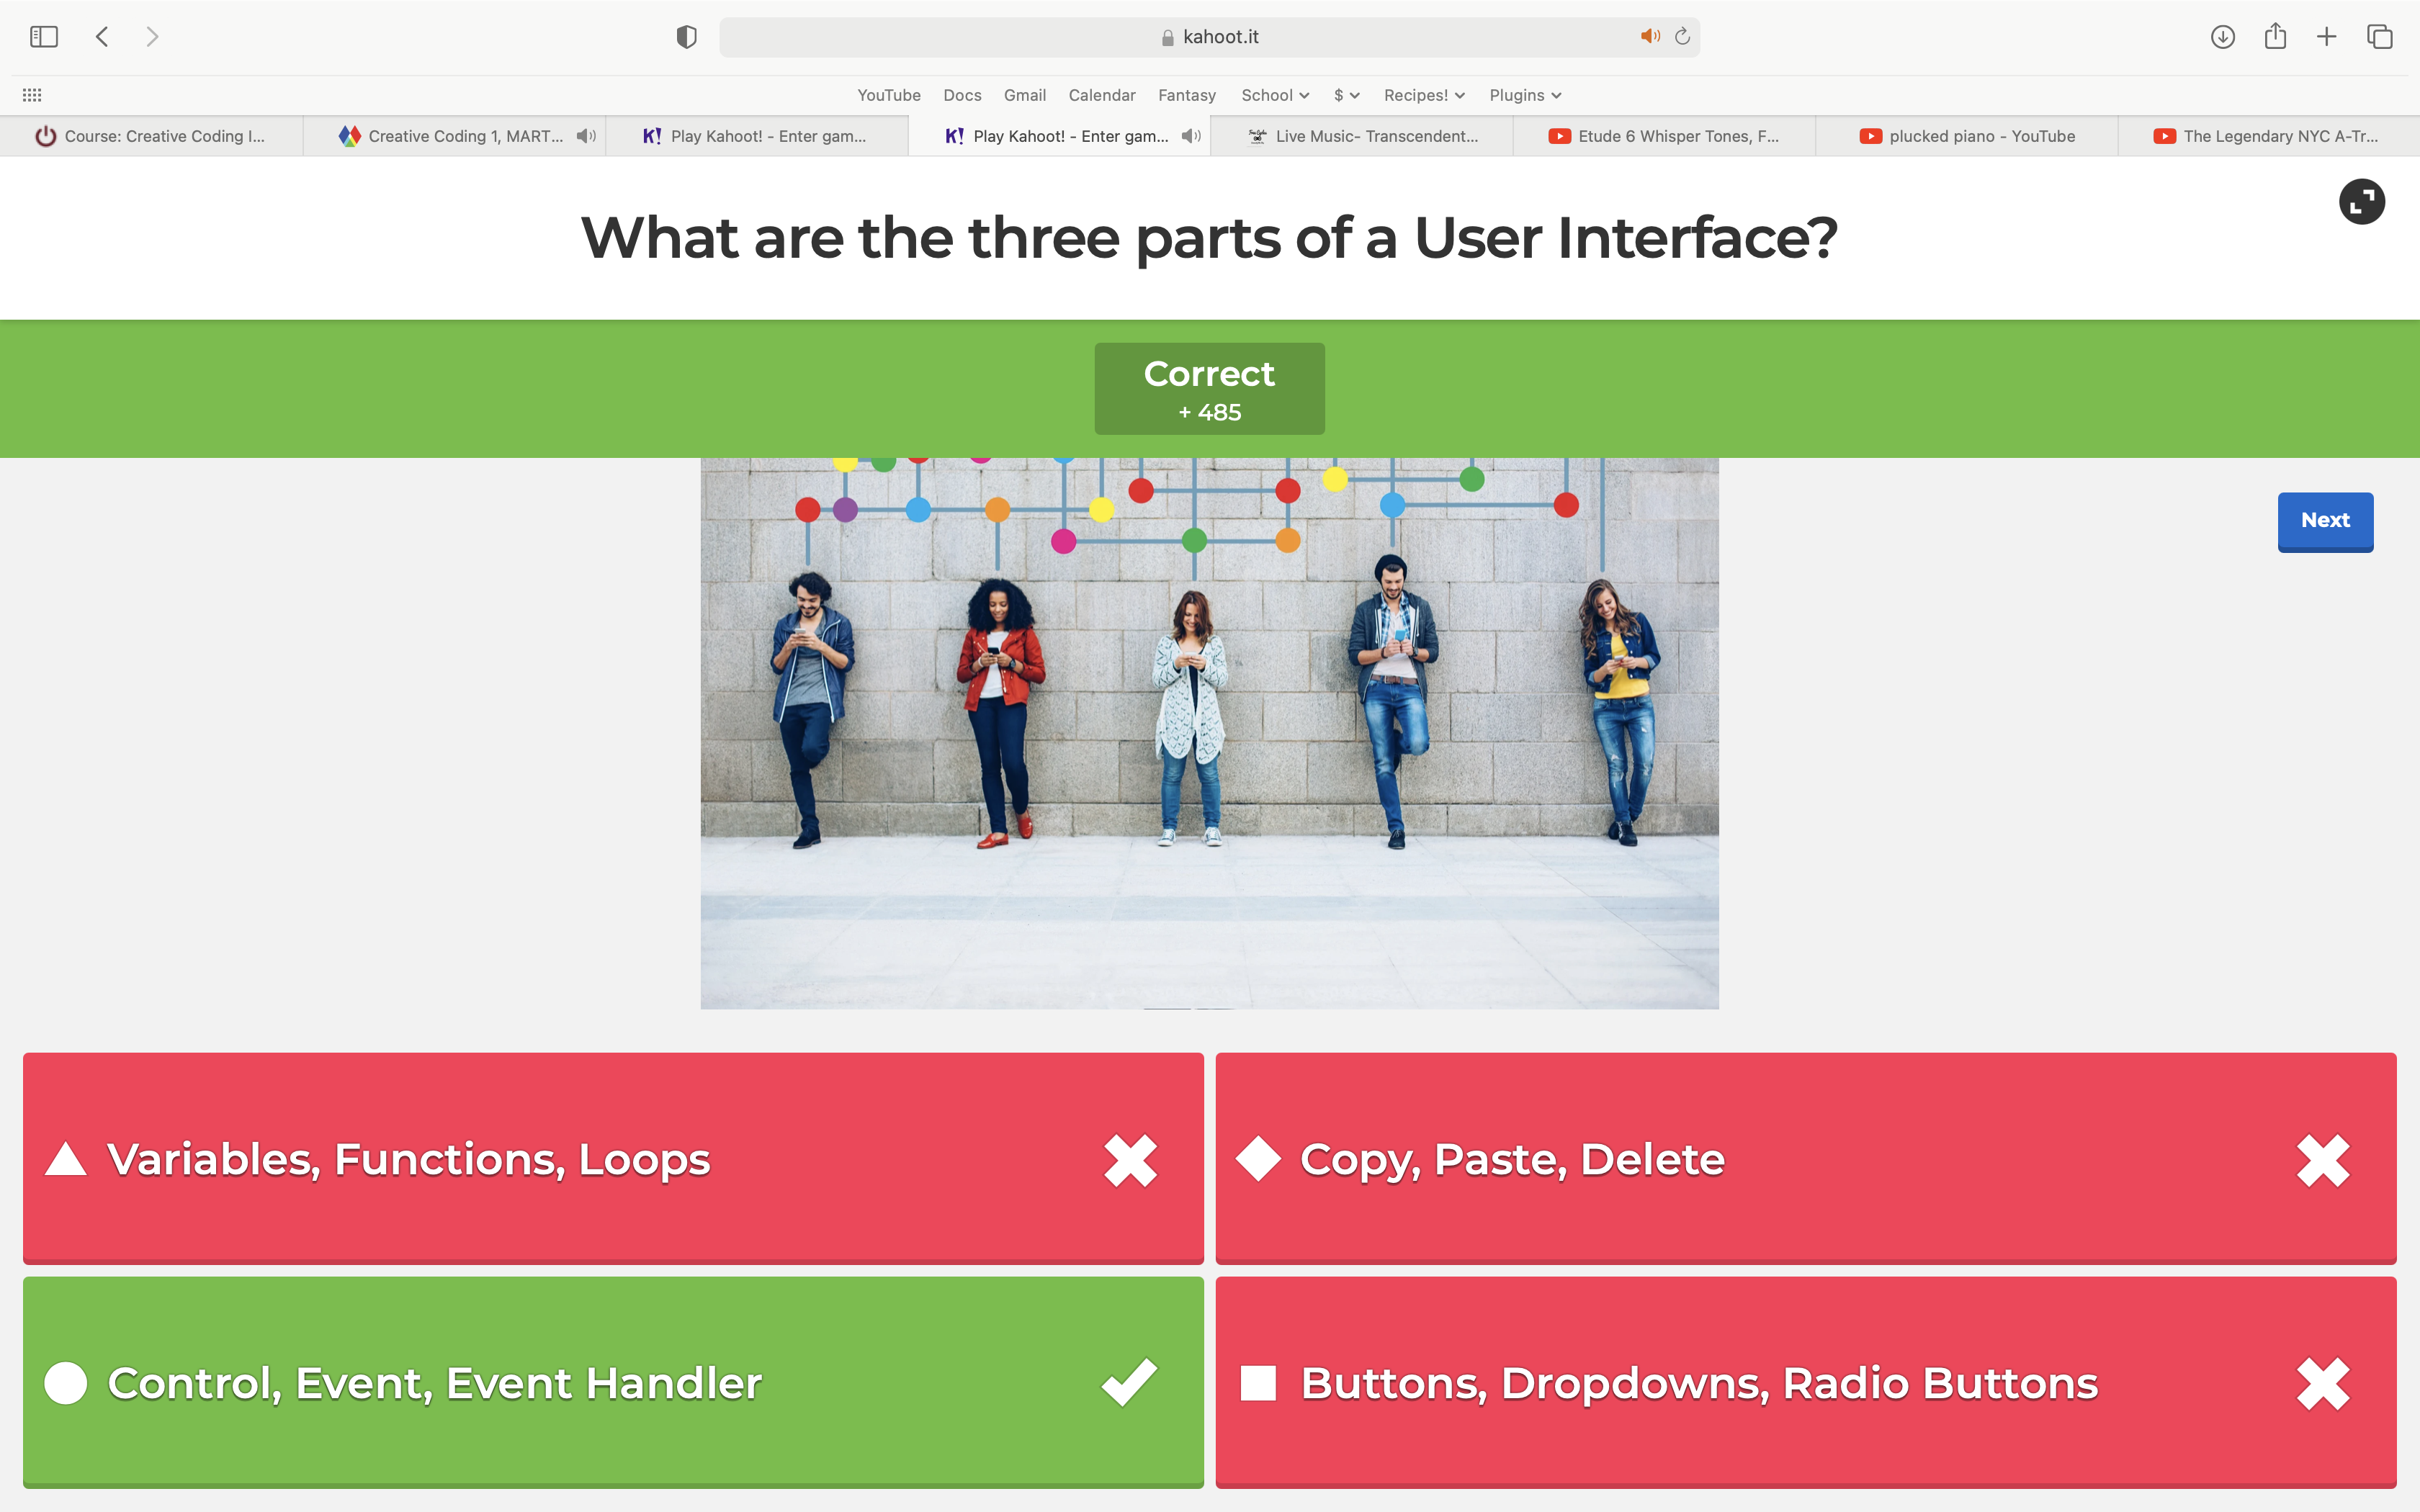 kahoot.it
YouTube Docs Gmail Calendar Fantasy School $ Recipes! Plugins
Course: Creative Coding I... Creative Coding 1, MART... K! Play Kahoot! - Enter gam... K! Play Kahoot! - Enter gam... Live Music- Transcendent... Etude 6 Whisper Tones, F... plucked piano - YouTube The Legendary NYC A-Tr...
What are the three parts of a User Interface?
Correct
+ 485
Next
Variables, Functions, Loops
Copy, Paste, Delete
Control, Event, Event Handler
Buttons, Dropdowns, Radio Buttons